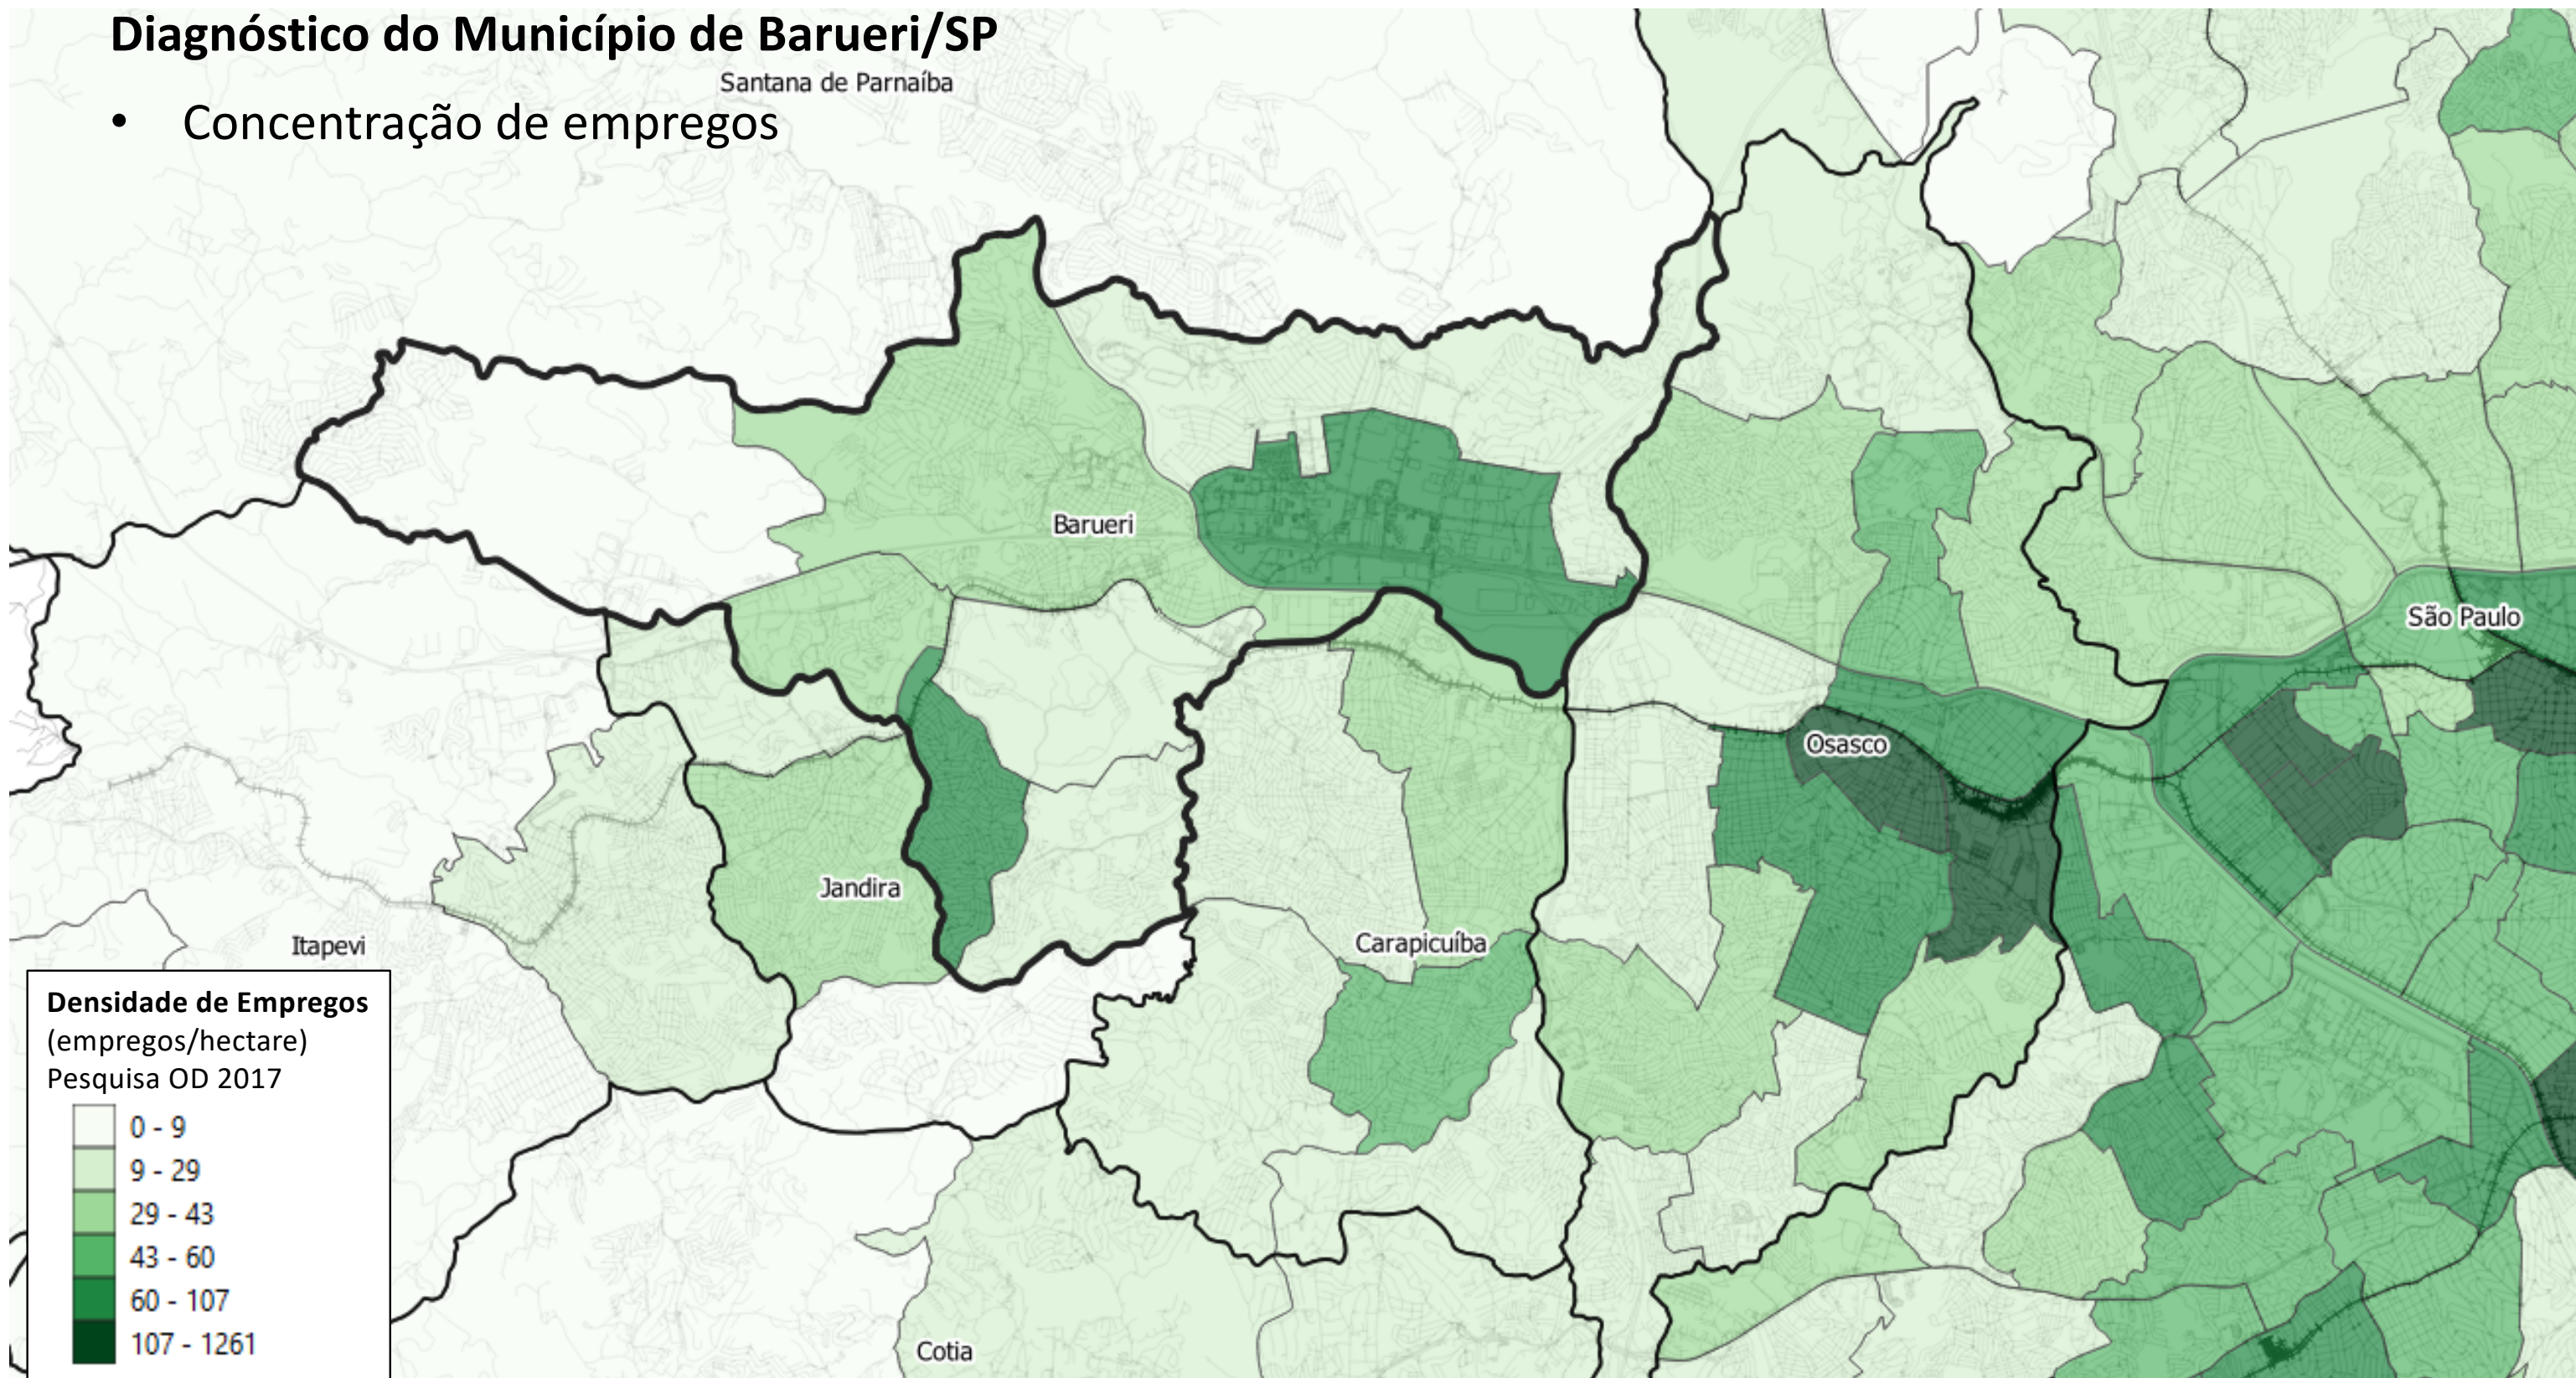 Diagnóstico do Município de Barueri/SP
Santana de Parnaíba
• Concentração de empregos
Barueri
São Paulo
Osasco
Jandira
Carapicuíba
Itapevi
Densidade de Empregos
(empregos/hectare)
Pesquisa OD 2017
0 - 9
9 - 29
29 - 43
43 - 60
60 - 107
107 - 1261
Cotia